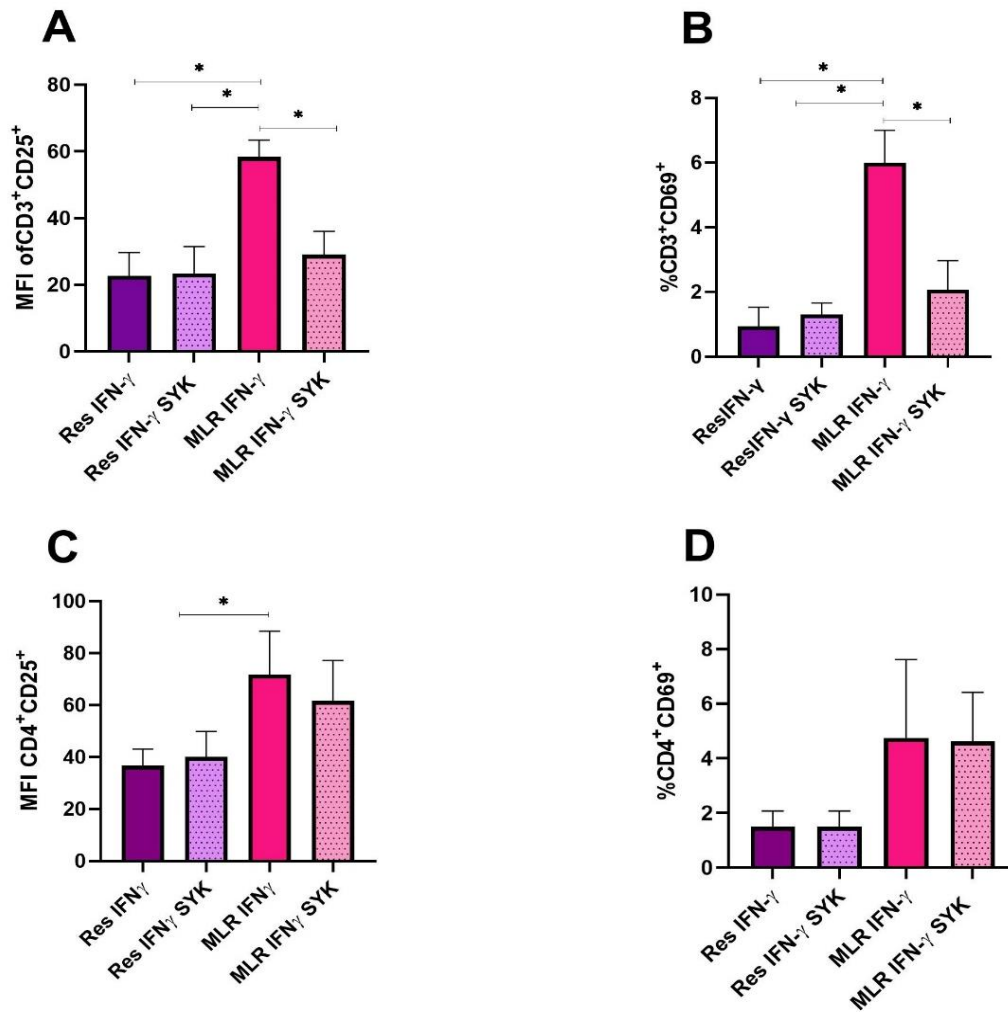 A
*
*
*
80
60
40
20
0
MFI ofCD3+CD25+
Res IFN-γ
Res IFN-γ SYK
MLR IFN-γ
MLR IFN-γ SYK
B
*
*
*
8
6
4
2
0
%CD3+CD69+
ResIFN-γ
ResIFN-γ SYK
MLR IFN-γ
MLR IFN-γ SYK
C
*
100
80
60
40
20
0
MFI CD4+CD25+
Res IFNγ
Res IFNγ SYK
MLR IFNγ
MLR IFNγ SYK
D
10
8
6
4
2
0
%CD4+CD69+
Res IFN-γ
Res IFN-γ SYK
MLR IFN-γ
MLR IFN-γ SYK